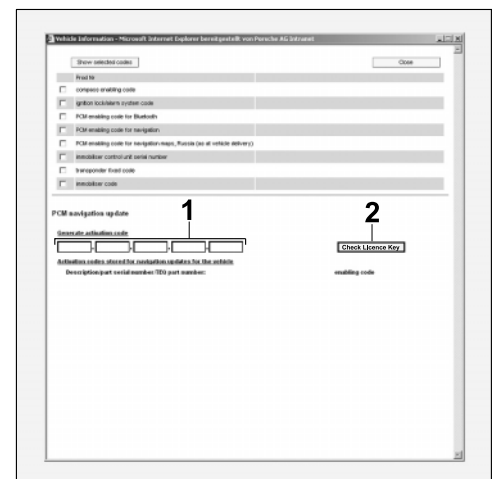 Vehicle Information - Microsoft Internet Explorer bereitgestellt von Porsche AG Intranet
Show selected codes Close
Prod Nr
compass enabling code
ignition lock/alarm system code
PCM enabling code for Bluetooth
PCM enabling code for navigation
PCM enabling code for navigation maps, Russia (as at vehicle delivery)
immobiliser control unit serial number
transponder fixed code
immobiliser code
PCM navigation update
1 2
Generate activation code
Check Licence Key
Activation codes stored for navigation updates for the vehicle
Description/part serial number/TEQ part number: enabling code